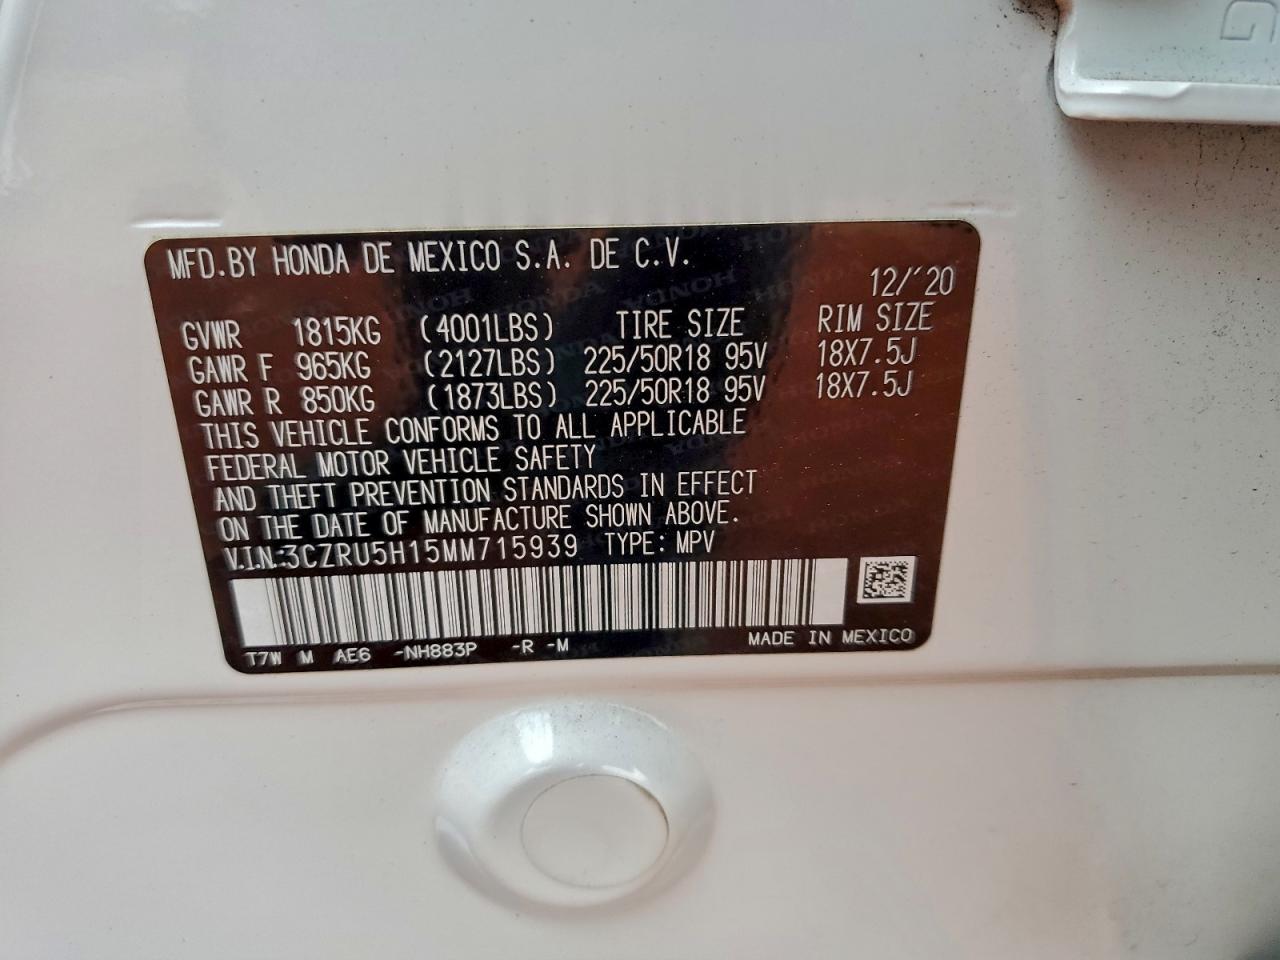 MFD.BY HONDA DE MEXICO S.A. DE C.V.
12/'20
GVWR 1815KG (4001LBS) TIRE SIZE RIM SIZE
GAWR F 965KG (2127LBS) 225/50R18 95V 18X7.5J
GAWR R 850KG (1873LBS) 225/50R18 95V 18X7.5J
THIS VEHICLE CONFORMS TO ALL APPLICABLE
FEDERAL MOTOR VEHICLE SAFETY
AND THEFT PREVENTION STANDARDS IN EFFECT
ON THE DATE OF MANUFACTURE SHOWN ABOVE.
V.I.N:3CZRU5H15MM715939 TYPE:MPV
T7W M AE6 -NH883P -R -M MADE IN MEXICO